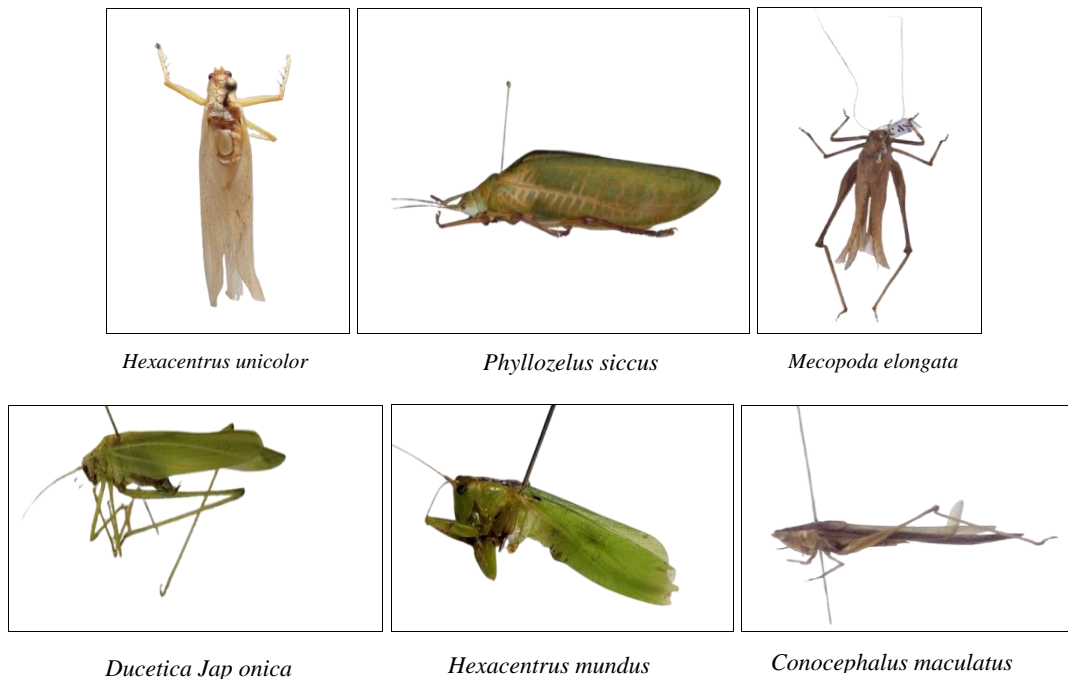 Hexacentrus unicolor
Phyllozelus siccus
Mecopoda elongata
Ducetica Jap onica
Hexacentrus mundus
Conocephalus maculatus